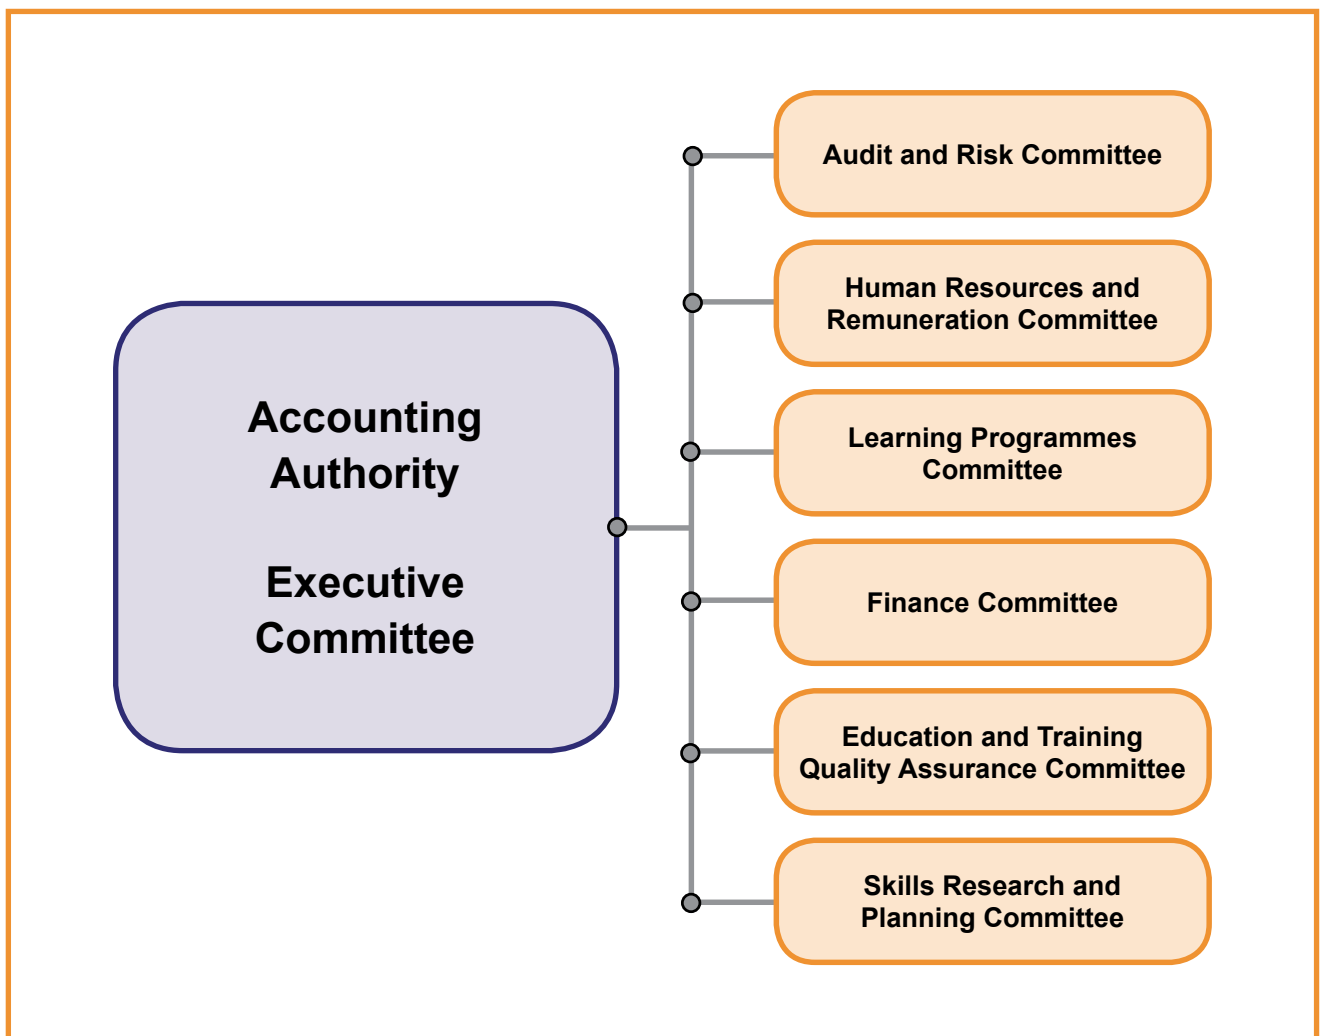 Accounting
Authority
Executive
Committee
Audit and Risk Committee
Human Resources and
Remuneration Committee
Learning Programmes
Committee
Finance Committee
Education and Training
Quality Assurance Committee
Skills Research and
Planning Committee